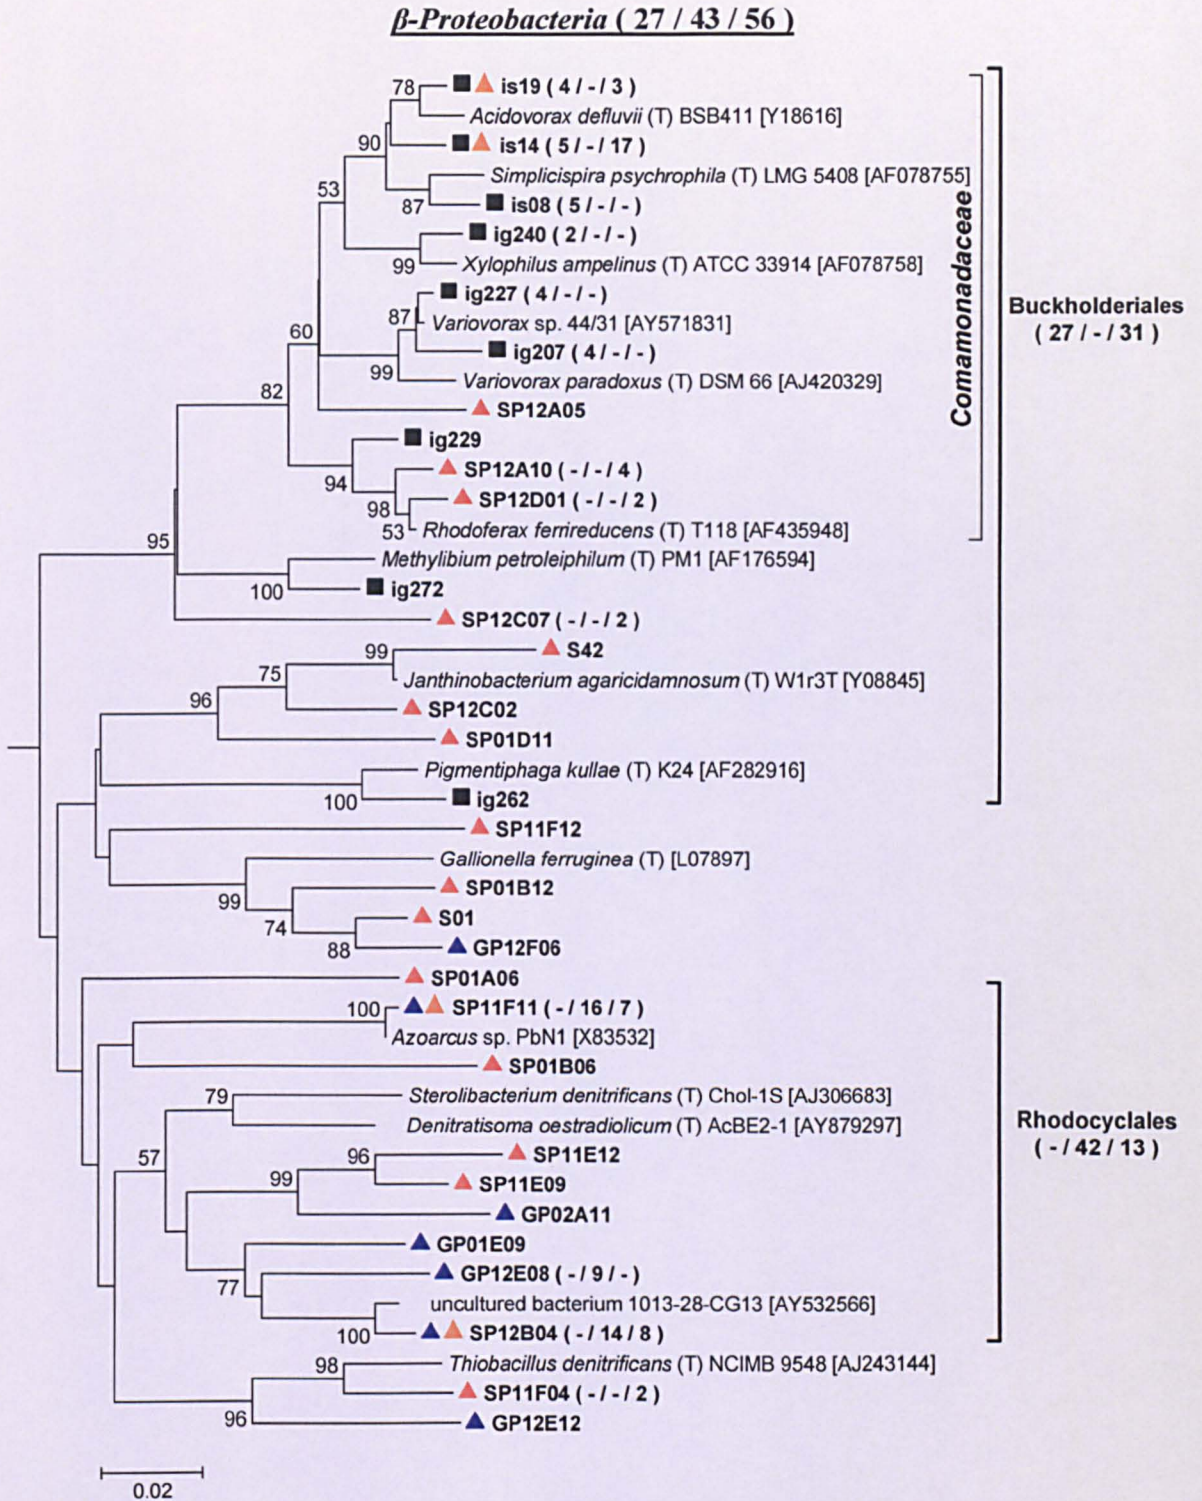 β-Proteobacteria ( 27 / 43 / 56 )
78
is19 ( 4 / - / 3 )
Acidovorax defluvii (T) BSB411 [Y18616]
90
is14 ( 5 / - / 17 )
Simplicispira psychrophila (T) LMG 5408 [AF078755]
53
87
is08 ( 5 / - / - )
ig240 ( 2 / - / - )
99
Xylophilus ampelinus (T) ATCC 33914 [AF078758]
ig227 ( 4 / - / - )
Comamonadaceae
Buckholderiales
( 27 / - / 31 )
87
Variovorax sp. 44/31 [AY571831]
60
ig207 ( 4 / - / - )
99
Variovorax paradoxus (T) DSM 66 [AJ420329]
82
SP12A05
ig229
SP12A10 ( - / - / 4 )
94
SP12D01 ( - / - / 2 )
98
53
Rhodoferax ferrireducens (T) T118 [AF435948]
95
Methylibium petroleiphilum (T) PM1 [AF176594]
100
ig272
SP12C07 ( - / - / 2 )
99
S42
75
Janthinobacterium agaricidamnosum (T) W1r3T [Y08845]
96
SP12C02
SP01D11
Pigmentiphaga kullae (T) K24 [AF282916]
100
ig262
SP11F12
Gallionella ferruginea (T) [L07897]
99
SP01B12
74
S01
88
GP12F06
SP01A06
100
SP11F11 ( - / 16 / 7 )
Azoarcus sp. PbN1 [X83532]
SP01B06
79
Sterolibacterium denitrificans (T) Chol-1S [AJ306683]
Denitratisoma oestradiolicum (T) AcBE2-1 [AY879297]
Rhodocyclales
( - / 42 / 13 )
57
96
SP11E12
99
SP11E09
GP02A11
GP01E09
77
GP12E08 ( - / 9 / - )
uncultured bacterium 1013-28-CG13 [AY532566]
100
SP12B04 ( - / 14 / 8 )
98
Thiobacillus denitrificans (T) NCIMB 9548 [AJ243144]
SP11F04 ( - / - / 2 )
96
GP12E12
0.02